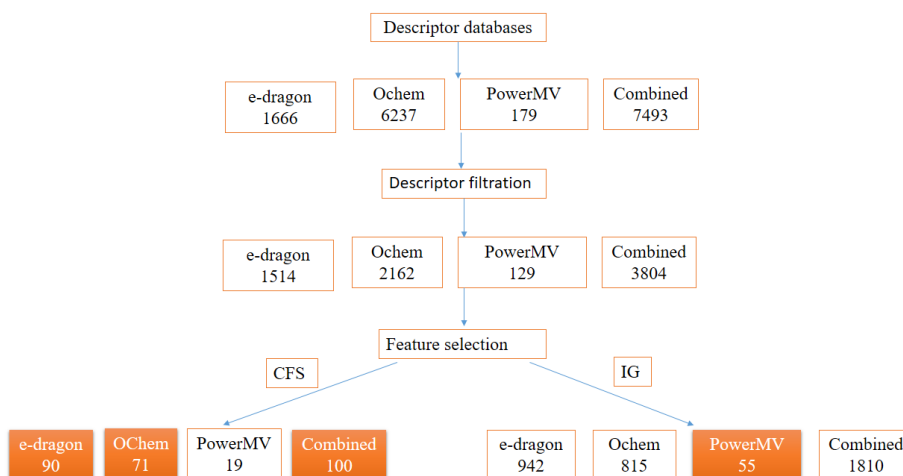 Descriptor databases
e-dragon
1666
Ochem
6237
PowerMV
179
Combined
7493
Descriptor filtration
e-dragon
1514
Ochem
2162
PowerMV
129
Combined
3804
Feature selection
CFS
IG
e-dragon
90
OChem
71
PowerMV
19
Combined
100
e-dragon
942
Ochem
815
PowerMV
55
Combined
1810